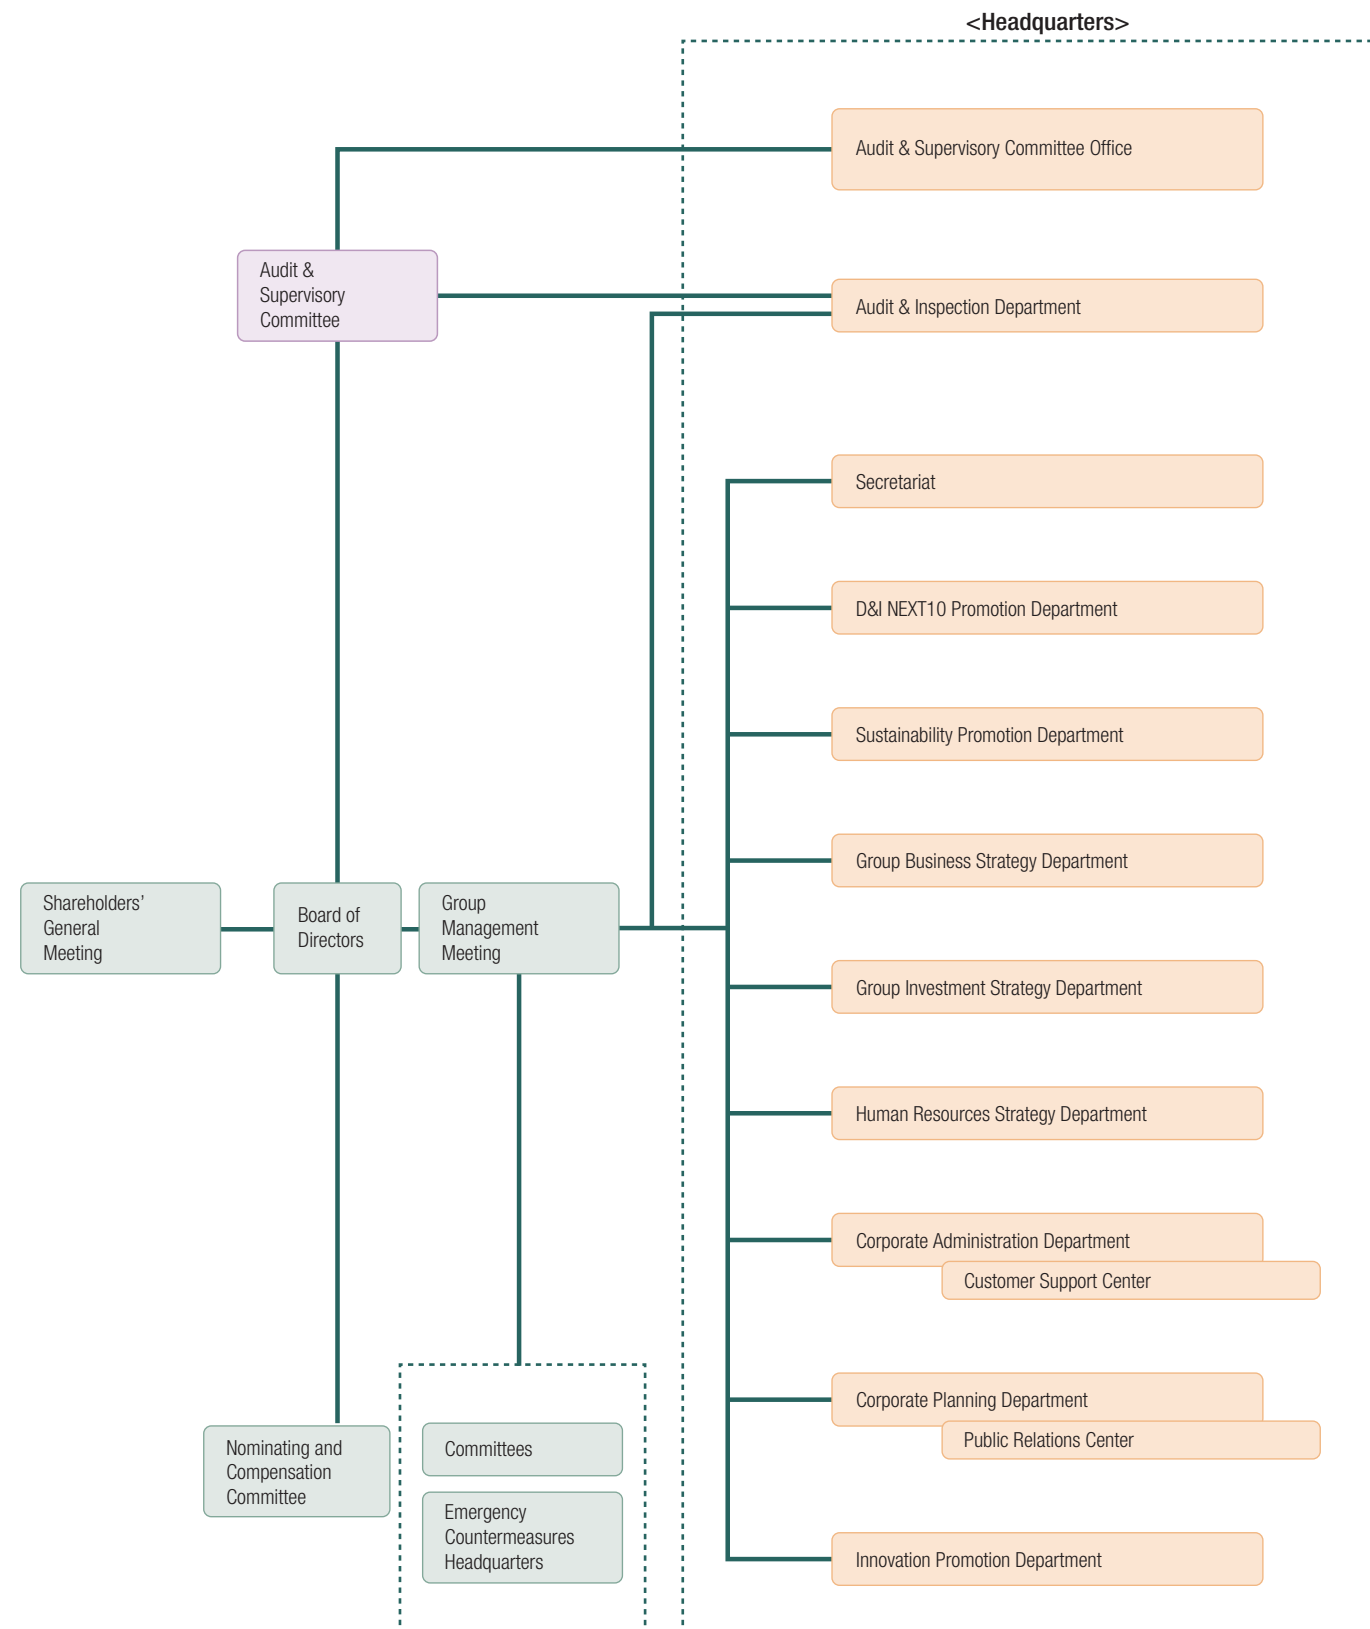 <Headquarters>
Audit & Supervisory Committee Office
Audit &
Supervisory
Committee
Audit & Inspection Department
Secretariat
D&I NEXT10 Promotion Department
Sustainability Promotion Department
Group Business Strategy Department
Shareholders’
General
Meeting
Board of
Directors
Group
Management
Meeting
Group Investment Strategy Department
Human Resources Strategy Department
Corporate Administration Department
Customer Support Center
Corporate Planning Department
Public Relations Center
Nominating and
Compensation
Committee
Committees
Emergency
Countermeasures
Headquarters
Innovation Promotion Department